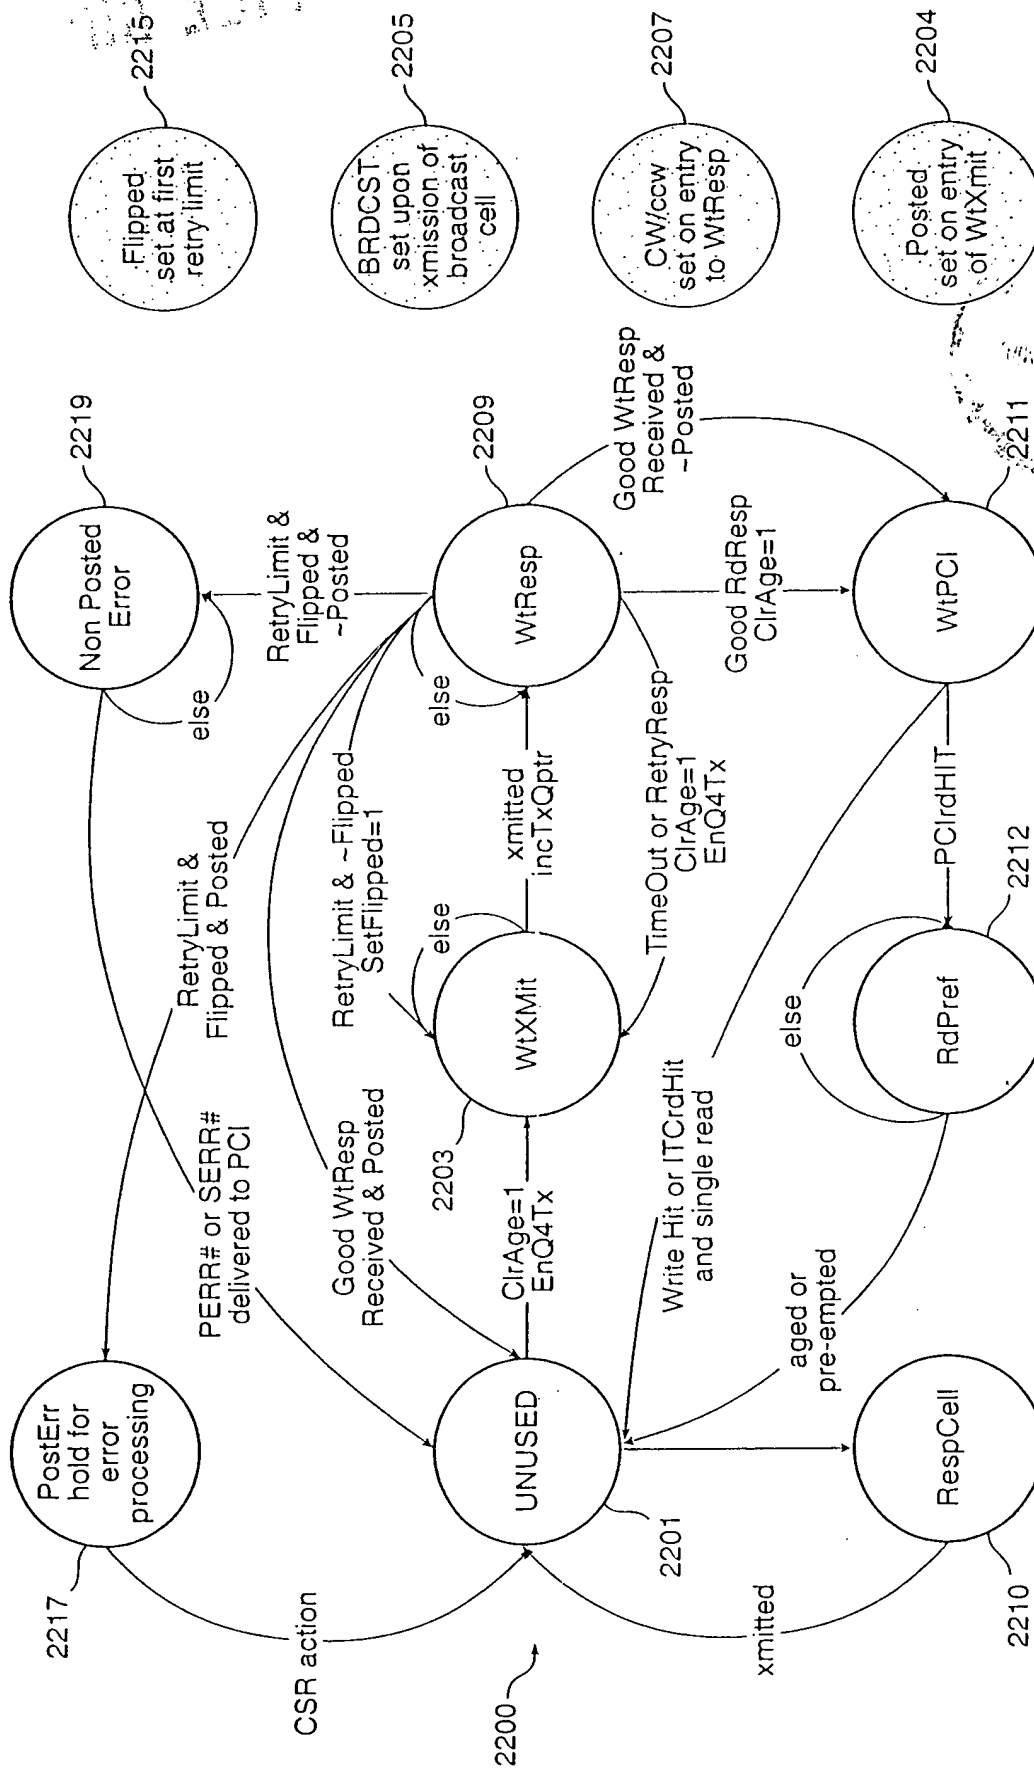 PostErr
hold for
error
processing
2217
CSR action
RetryLimit &
Flipped & Posted
PERR# or SERR#
delivered to PCI
Non Posted
Error
2219
else
RetryLimit &
Flipped &
~Posted
Flipped
set at first
retry limit
2215
Good WtResp
Received & Posted
RetryLimit & ~Flipped
SetFlipped=1
BRDCST
set upon
xmission of
broadcast
cell
2205
2200
UNUSED
2201
ClrAge=1
EnQ4Tx
WtXMit
2203
else
xmitted
incTxQptr
WtResp
2209
else
CW/ccw
set on entry
to WtResp
2207
TimeOut or RetryResp
ClrAge=1
EnQ4Tx
Good RdResp
ClrAge=1
Good WtResp
Received &
~Posted
Write Hit or ITCrdHit
and single read
aged or
pre-empted
xmitted
RespCell
2210
RdPref
2212
else
PCIrdHIT
WtPCI
2211
Posted
set on entry
of WtXmit
2204